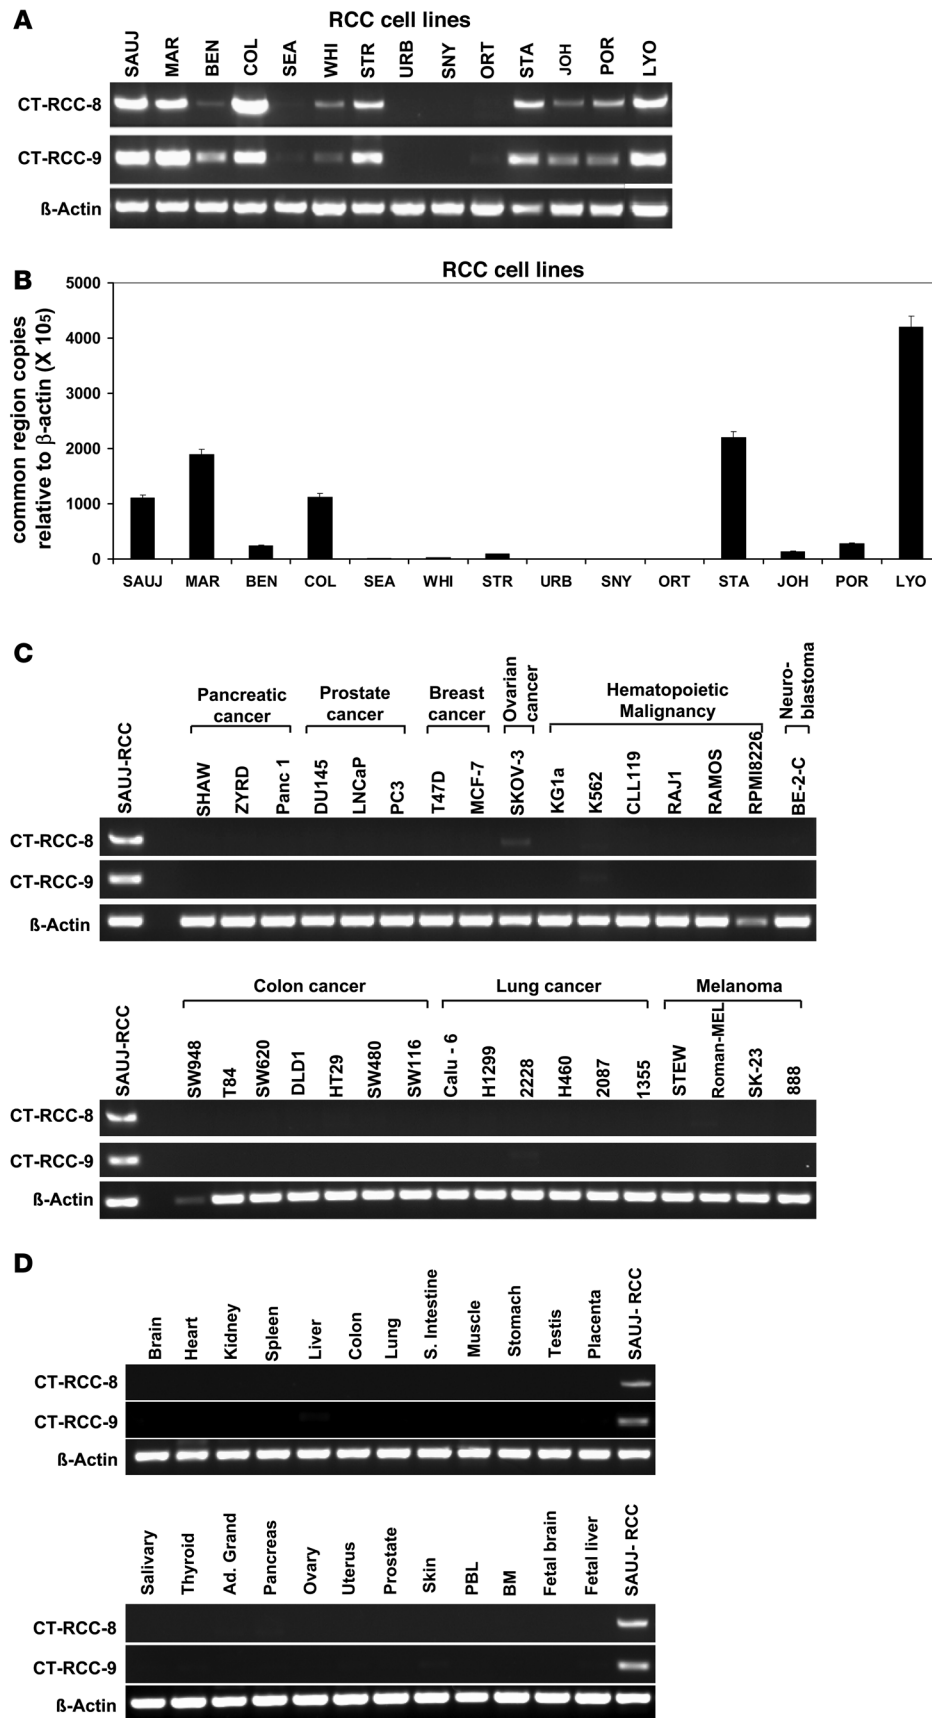 A
RCC cell lines
SAUJ MAR BEN COL SEA WHI STR URB SNY ORT STA JOH POR LYO
CT-RCC-8
CT-RCC-9
ß-Actin
B
RCC cell lines
common region copies
relative to β-actin (X 10⁵)
5000
4000
3000
2000
1000
0
SAUJ MAR BEN COL SEA WHI STR URB SNY ORT STA JOH POR LYO
C
Pancreatic
cancer
Prostate
cancer
Breast
cancer
Ovarian
cancer
Hematopoietic
Malignancy
Neuro-
blastoma
SAUJ-RCC SHAW ZYRD Panc 1 DU145 LNCaP PC3 T47D MCF-7 SKOV-3 KG1a K562 CLL119 RAJ1 RAMOS RPMI8226 BE-2-C
CT-RCC-8
CT-RCC-9
ß-Actin
Colon cancer Lung cancer Melanoma
SAUJ-RCC SW948 T84 SW620 DLD1 HT29 SW480 SW116 Calu - 6 H1299 2228 H460 2087 1355 STEW Roman-MEL SK-23 888
CT-RCC-8
CT-RCC-9
ß-Actin
D
Brain Heart Kidney Spleen Liver Colon Lung S. Intestine Muscle Stomach Testis Placenta SAUJ- RCC
CT-RCC-8
CT-RCC-9
ß-Actin
Salivary Thyroid Ad. Grand Pancreas Ovary Uterus Prostate Skin PBL BM Fetal brain Fetal liver SAUJ- RCC
CT-RCC-8
CT-RCC-9
ß-Actin